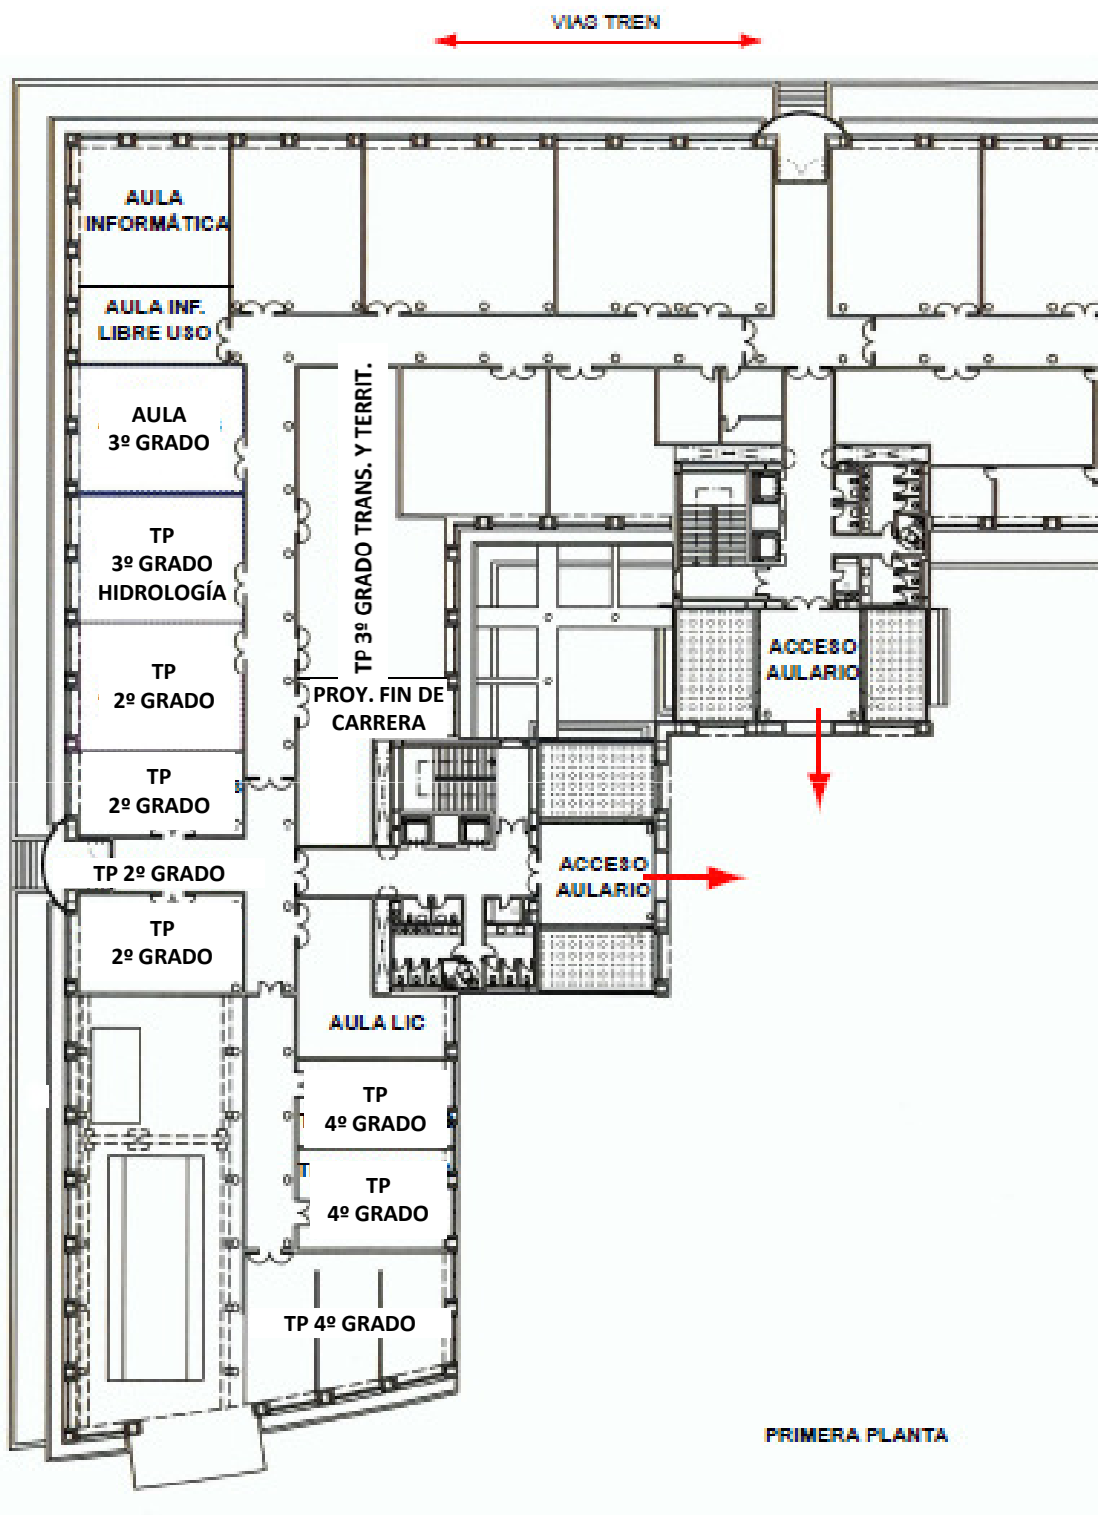 VIAS TREN
AULA
INFORMÁTICA
AULA INF.
LIBRE USO
AULA
3º GRADO
TP
3º GRADO
HIDROLOGÍA
TP
2º GRADO
TP
2º GRADO
TP 2º GRADO
TP
2º GRADO
TP 3º GRADO TRANS. Y TERRIT.
PROY. FIN DE
CARRERA
ACCESO
AULARIO
ACCESO
AULARIO
AULA LIC
TP
4º GRADO
TP
4º GRADO
TP 4º GRADO
PRIMERA PLANTA